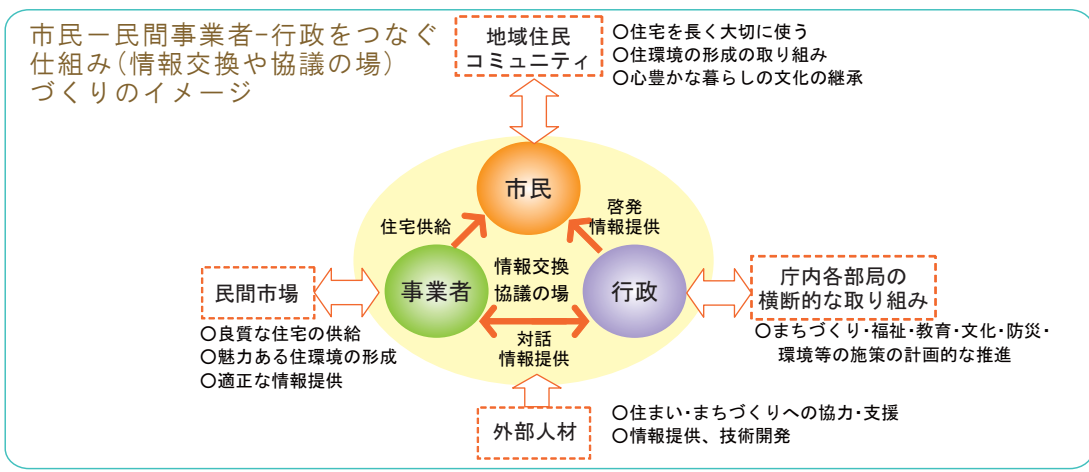 市民ー民間事業者-行政をつなぐ
仕組み(情報交換や協議の場)
づくりのイメージ
地域住民
コミュニティ
〇住宅を長く大切に使う
〇住環境の形成の取り組み
〇心豊かな暮らしの文化の継承
市民
住宅供給
啓発
情報提供
民間市場
事業者
情報交換
協議の場
行政
庁内各部局の
横断的な取り組み
〇良質な住宅の供給
〇魅力ある住環境の形成
〇適正な情報提供
対話
情報提供
〇まちづくり・福祉・教育・文化・防災・
環境等の施策の計画的な推進
外部人材
〇住まい・まちづくりへの協力・支援
〇情報提供、技術開発